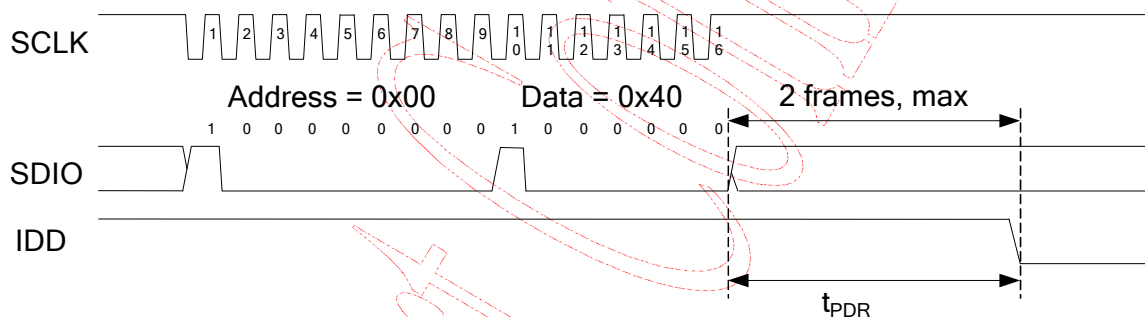 SCLK 1 2 3 4 5 6 7 8 9 10 11 12 13 14 15 16
Address = 0x00 Data = 0x40 2 frames, max
1 0 0 0 0 0 0 0 0 1 0 0 0 0 0 0
SDIO
IDD
tPDR